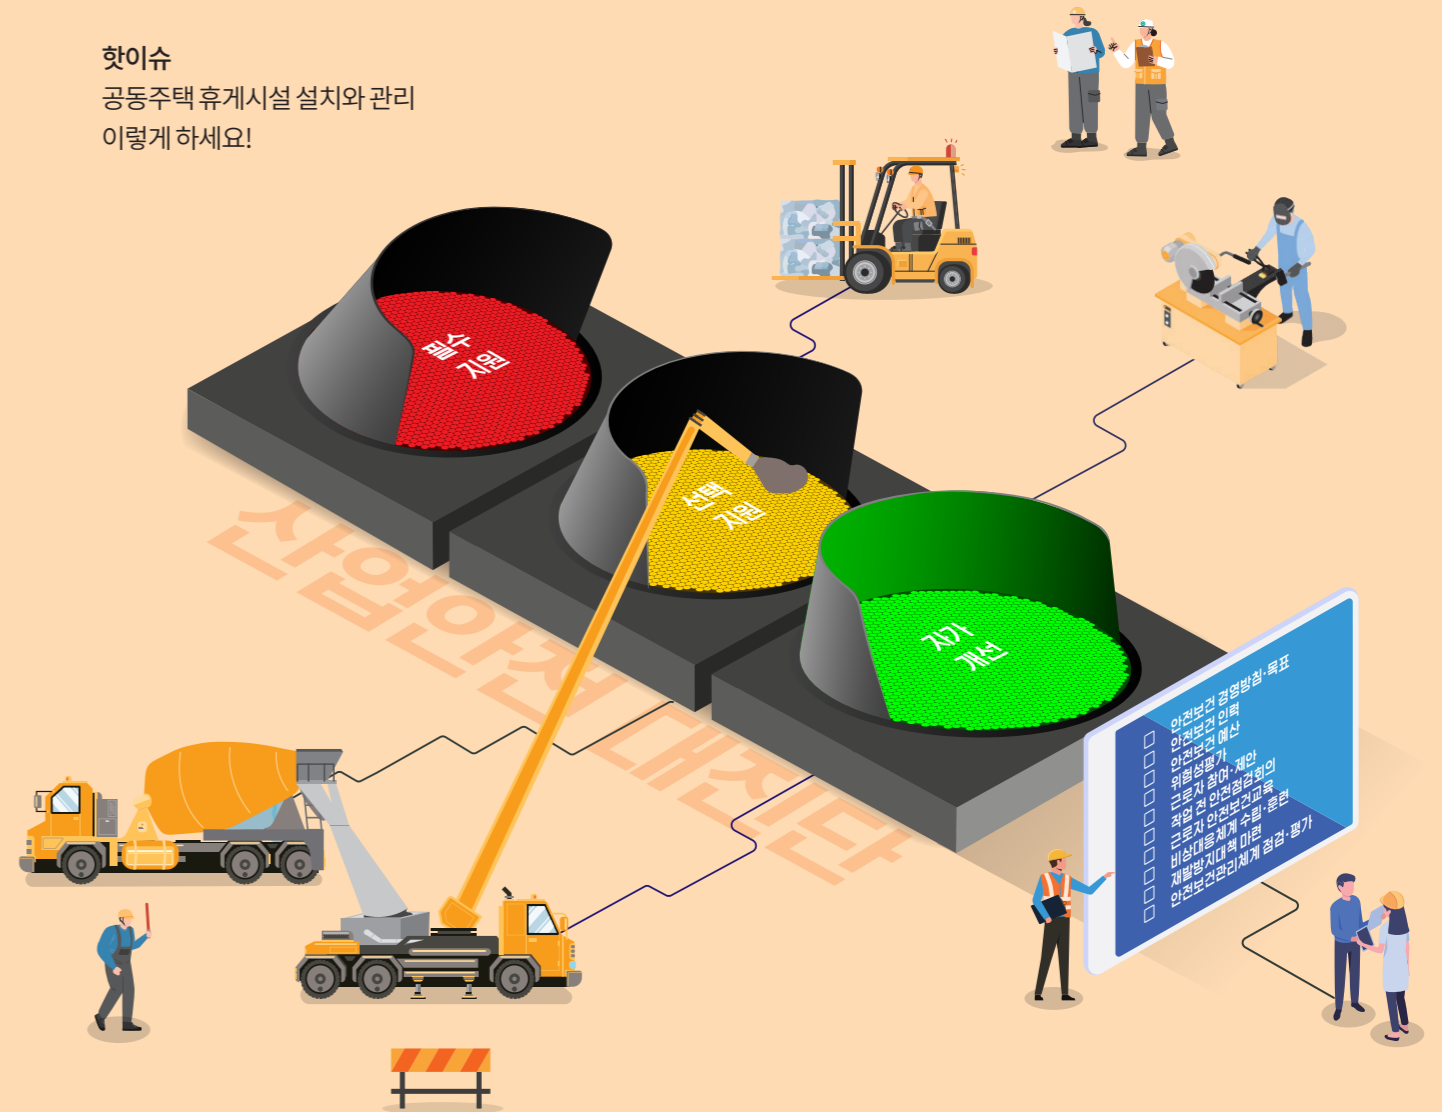 핫이슈
공동주택 휴게시설 설치와 관리
이렇게 하세요!
필수
지원
선택
지원
자가
개선
산업안전 대진단
안전보건 경영방침·목표
안전보건 인력
안전보건 예산
위험성평가
근로자 참여·제안
작업 전 안전점검회의
근로자 안전보건교육
비상대응체계 수립·훈련
재발방지대책 마련
안전보건관리체계 점검·평가